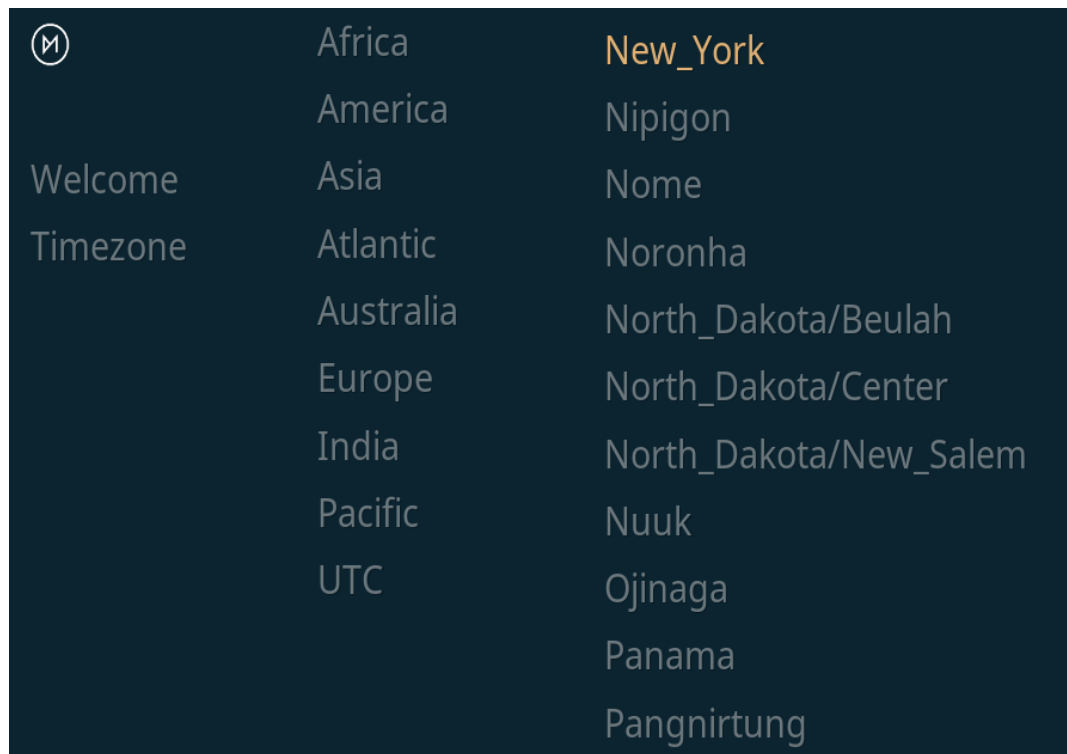 Welcome
Timezone
Africa
America
Asia
Atlantic
Australia
Europe
India
Pacific
UTC
New_York
Nipigon
Nome
Noronha
North_Dakota/Beulah
North_Dakota/Center
North_Dakota/New_Salem
Nuuk
Ojinaga
Panama
Pangnirtung